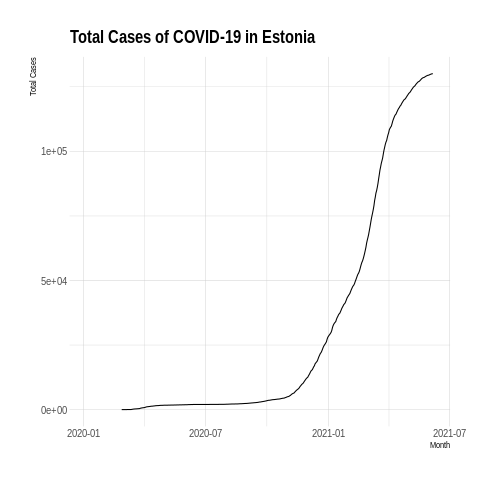 Total Cases of COVID-19 in Estonia
Total Cases
1e+05
5e+04
0e+00
2020-01
2020-07
2021-01
2021-07
Month